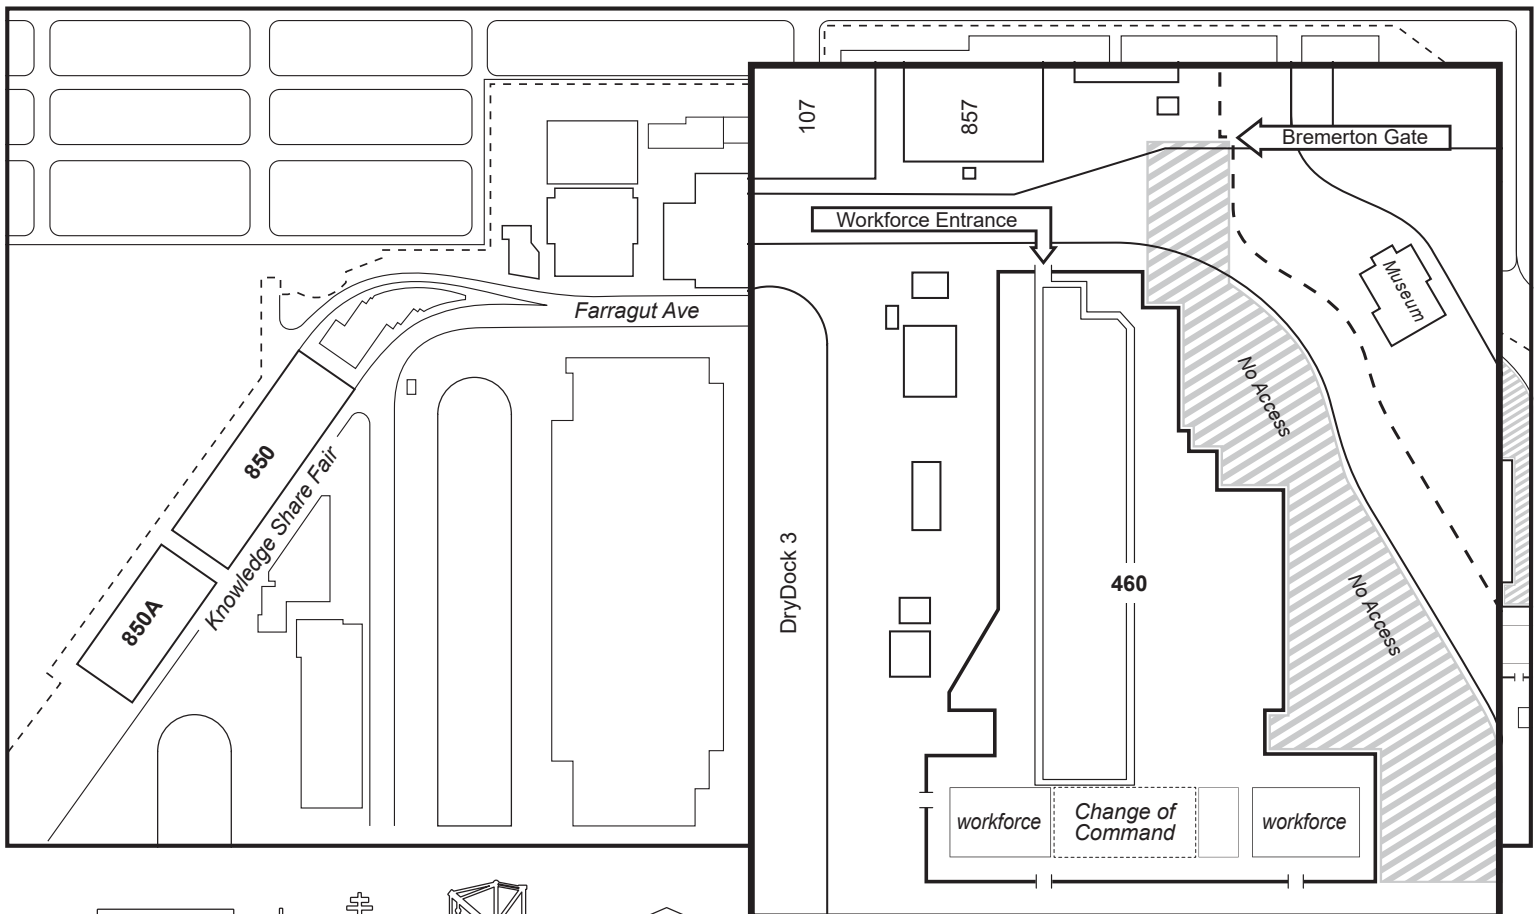 107
857
Bremerton Gate
Workforce Entrance
Museum
Farragut Ave
No Access
850
Knowledge Share Fair
850A
DryDock 3
460
No Access
workforce
Change of
Command
workforce